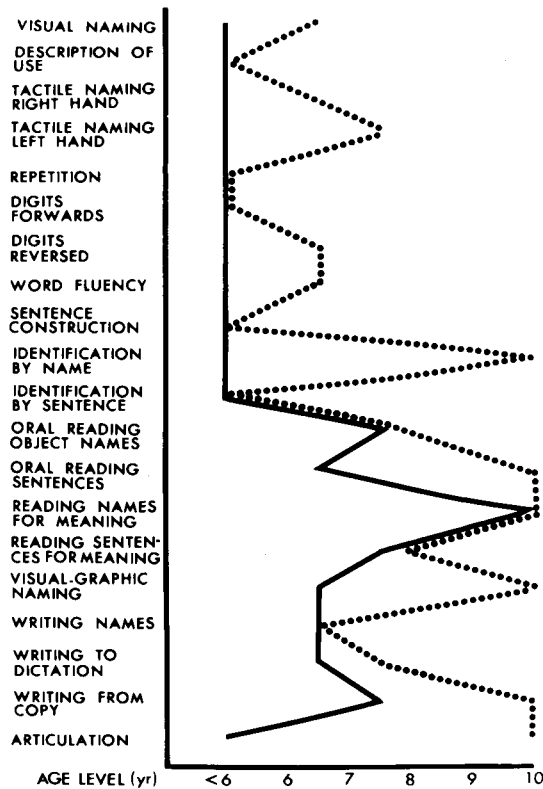 VISUAL NAMING
DESCRIPTION OF
USE
TACTILE NAMING
RIGHT HAND
TACTILE NAMING
LEFT HAND
REPETITION
DIGITS
FORWARDS
DIGITS
REVERSED
WORD FLUENCY
SENTENCE
CONSTRUCTION
IDENTIFICATION
BY NAME
IDENTIFICATION
BY SENTENCE
ORAL READING
OBJECT NAMES
ORAL READING
SENTENCES
READING NAMES
FOR MEANING
READING SENTEN-
CES FOR MEANING
VISUAL-GRAPHIC
NAMING
WRITING NAMES
WRITING TO
DICTATION
WRITING FROM
COPY
ARTICULATION
AGE LEVEL (yr) <6 6 7 8 9 10